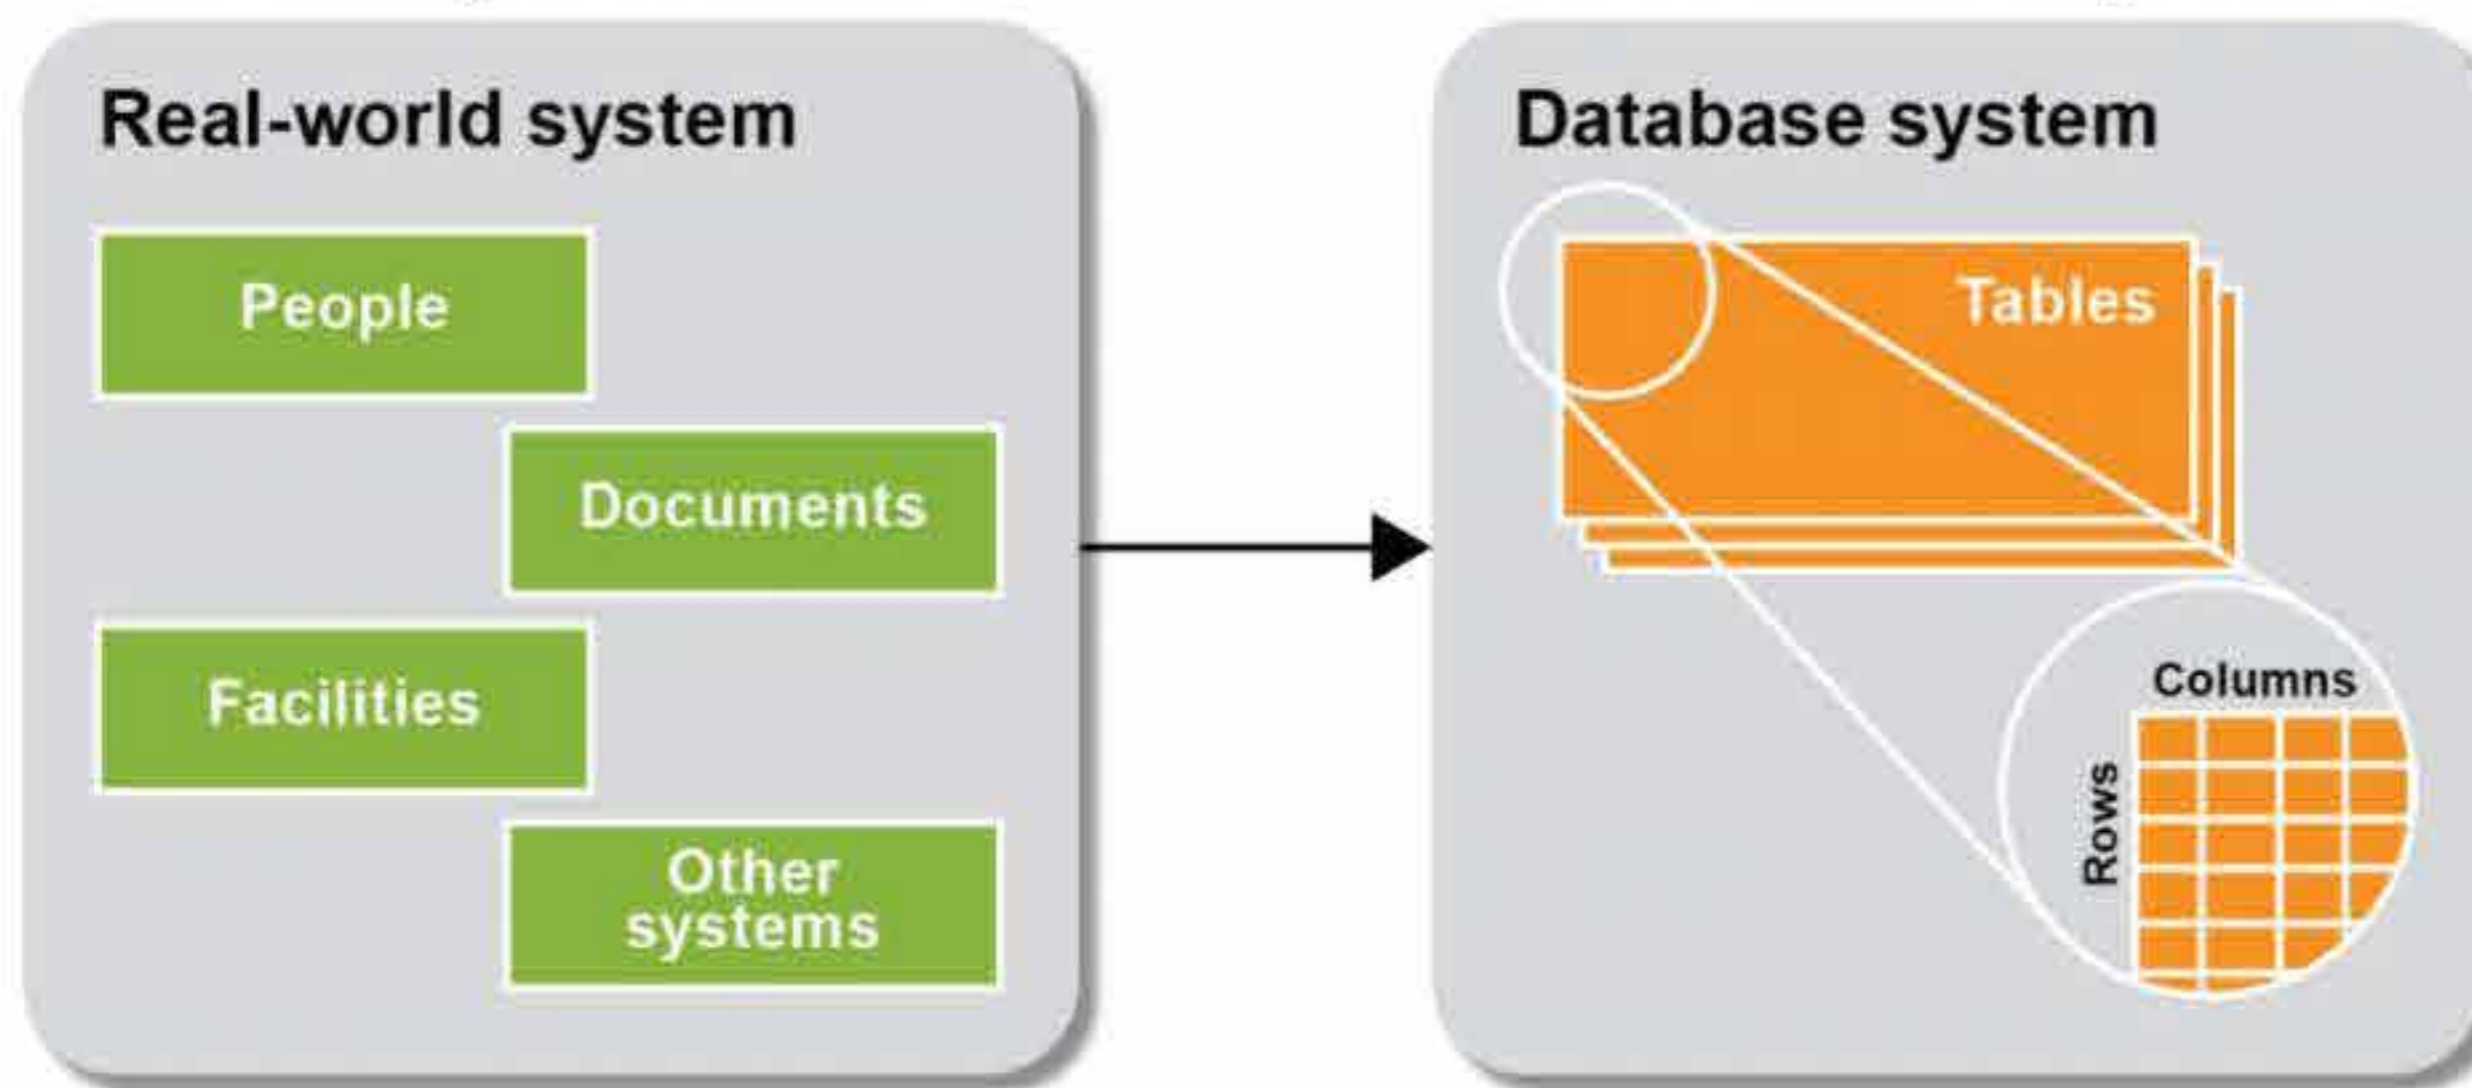 Real-world system
People
Documents
Facilities
Other
systems
Database system
Tables
Columns
Rows